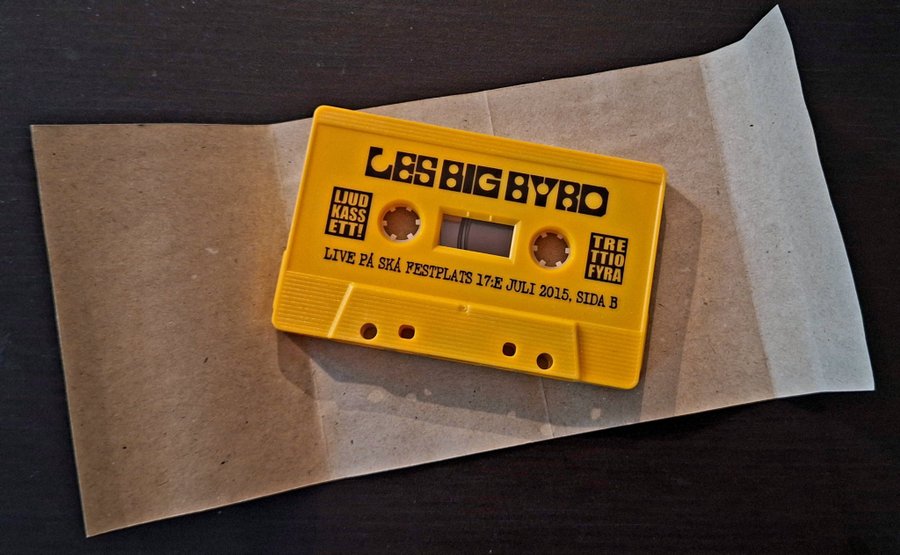 LES BIG BYRD
LJUD
KASS
ETT!
TRE
TTIO
FYRA
LIVE PÅ SKÅ FESTPLATS 17:E JULI 2015, SIDA B